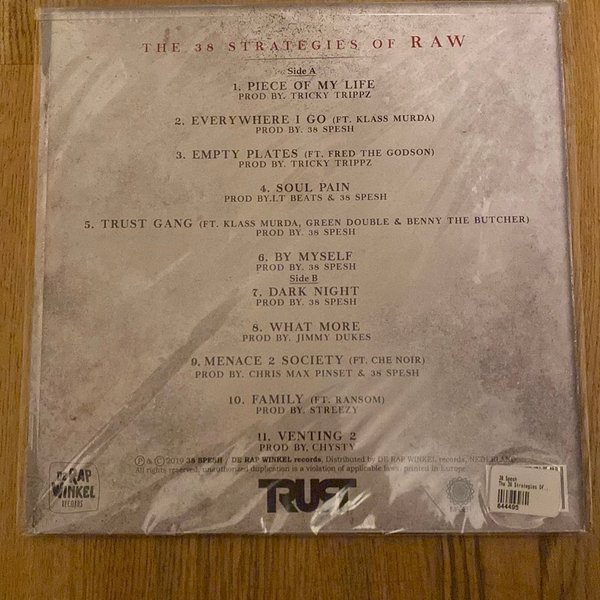 THE 38 STRATEGIES OF RAW
Side A
1. PIECE OF MY LIFE
PROD BY. TRICKY TRIPPZ
2. EVERYWHERE I GO (FT. KLASS MURDA)
PROD BY. 38 SPESH
3. EMPTY PLATES (FT. FRED THE GODSON)
PROD BY. TRICKY TRIPPZ
4. SOUL PAIN
PROD BY.LT BEATS & 38 SPESH
5. TRUST GANG (FT. KLASS MURDA, GREEN DOUBLE & BENNY THE BUTCHER)
PROD BY. 38 SPESH
6. BY MYSELF
PROD BY. 38 SPESH
Side B
7. DARK NIGHT
PROD BY. 38 SPESH
8. WHAT MORE
PROD BY. JIMMY DUKES
9. MENACE 2 SOCIETY (FT. CHE NOIR)
PROD BY. CHRIS MAX PINSET & 38 SPESH
10. FAMILY (FT. RANSOM)
PROD BY. STREEZY
11. VENTING 2
PROD BY. CHYSTY
℗ & © 2019 38 SPESH / DE RAP WINKEL records, Distributed by DE RAP WINKEL records, NEDERLAND
All rights reserved, unauthorized duplication is a violation of applicable laws. printed in Europe.
DE RAP
WINKEL
RECORDS
TRUST
38 Spesh
The 38 Strategies Of..
644495